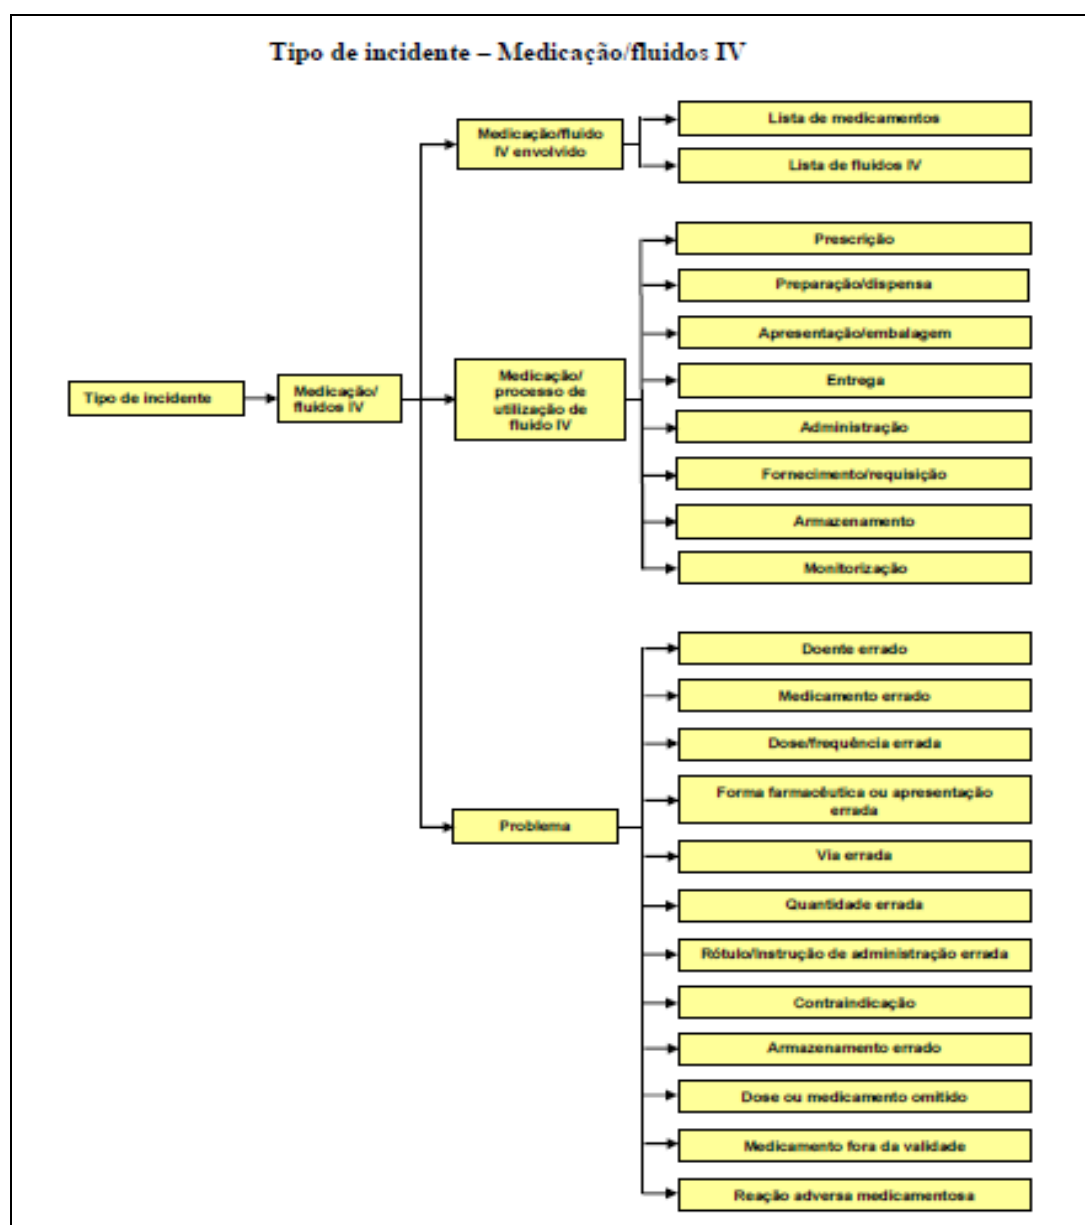 Tipo de incidente – Medicação/fluidos IV
Medicação/fluido
IV envolvido
Lista de medicamentos
Lista de fluidos IV
Tipo de incidente
Medicação/
fluidos IV
Medicação/
processo de
utilização de
fluido IV
Prescrição
Preparação/dispensa
Apresentação/embalagem
Entrega
Administração
Fornecimento/requisição
Armazenamento
Monitorização
Problema
Doente errado
Medicamento errado
Dose/frequência errada
Forma farmacêutica ou apresentação
errada
Via errada
Quantidade errada
Rótulo/Instrução de administração errada
Contraindicação
Armazenamento errado
Dose ou medicamento omitido
Medicamento fora da validade
Reação adversa medicamentosa